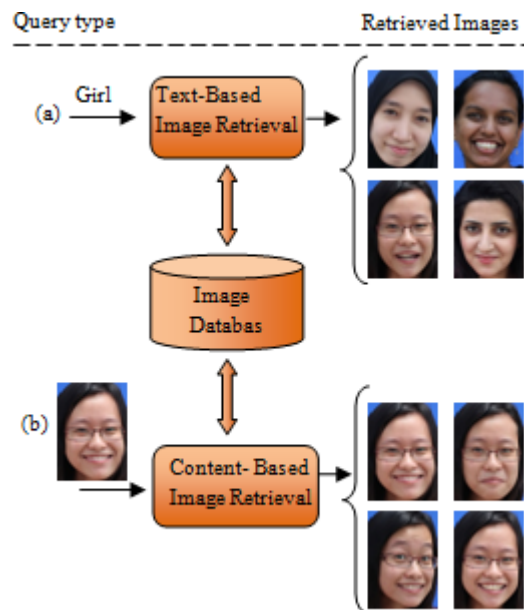 Query type
Retrieved Images
(a)
Girl
Text-Based
Image Retrieval
Image
Databas
(b)
Content- Based
Image Retrieval